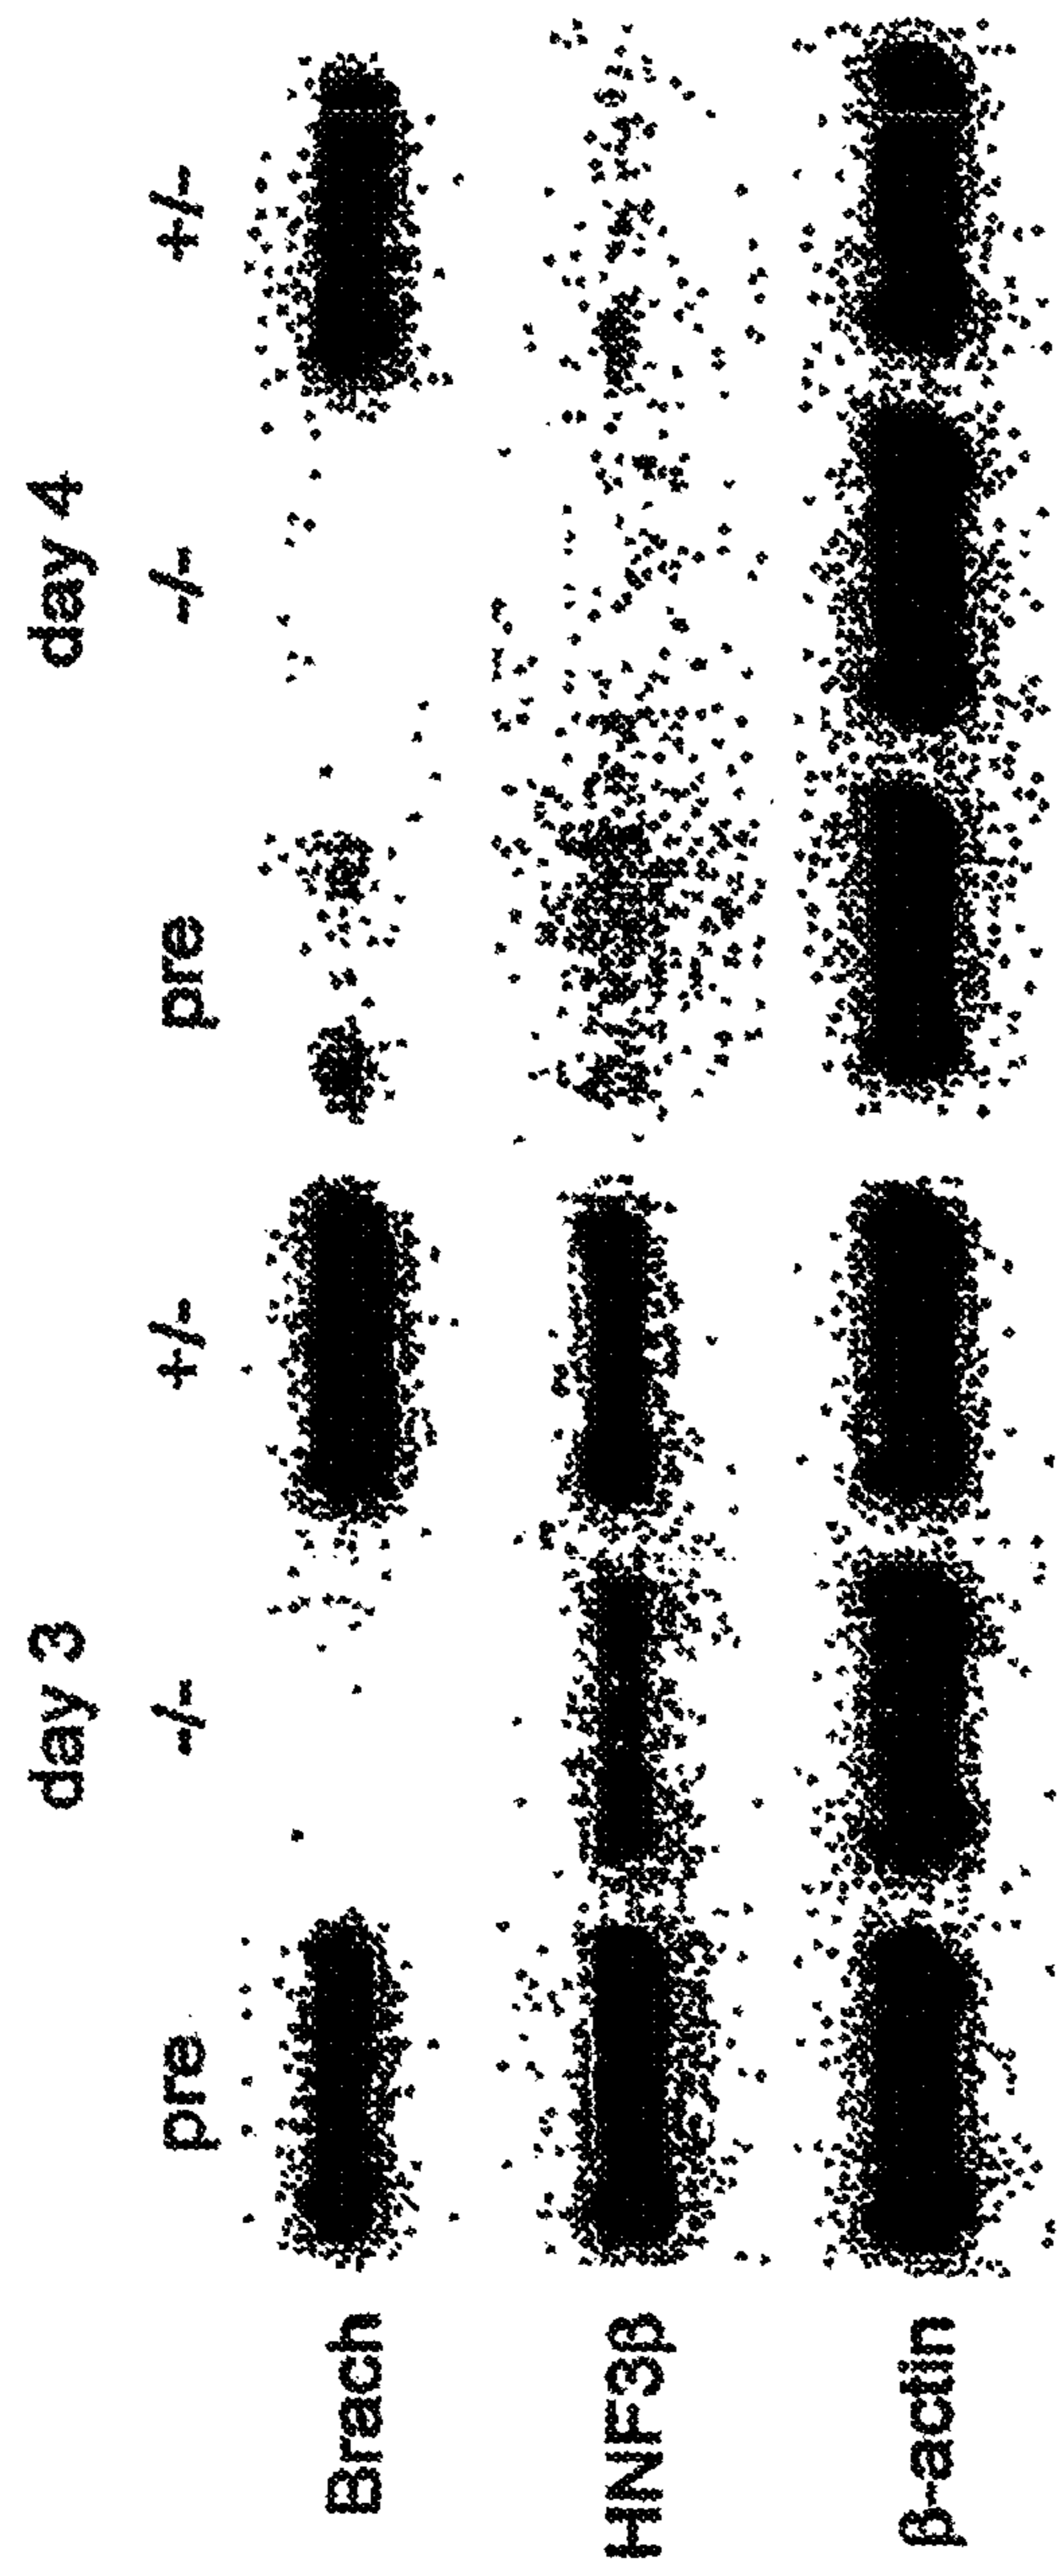 day 3 day 4
pre -/- +/- pre -/- +/-
Brach
HNF3β
β-actin